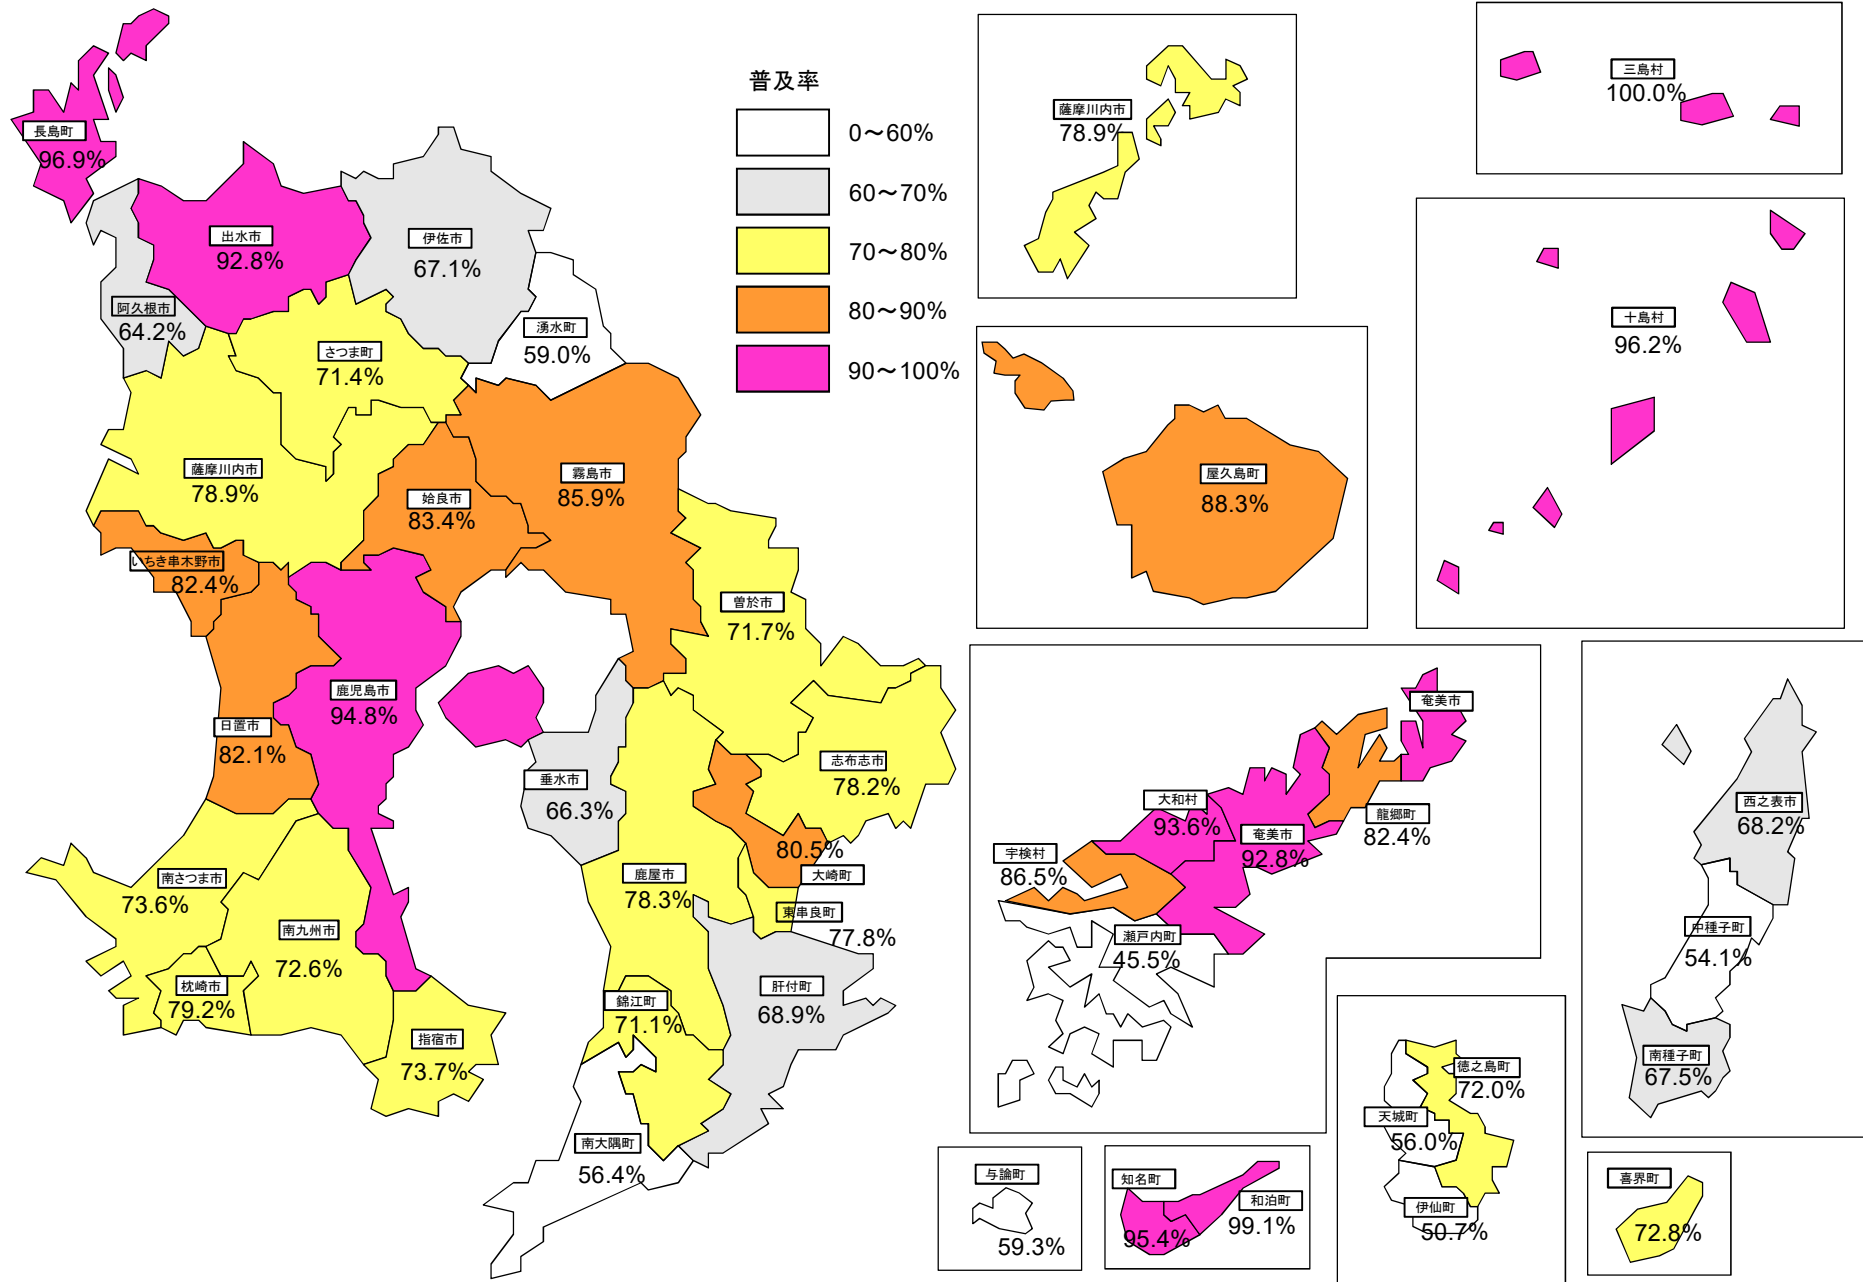 普及率
0～60%
60～70%
70～80%
80～90%
90～100%
長島町
96.9%
出水市
92.8%
伊佐市
67.1%
阿久根市
64.2%
湧水町
59.0%
さつま町
71.4%
薩摩川内市
78.9%
姶良市
83.4%
霧島市
85.9%
いちき串木野市
82.4%
曽於市
71.7%
鹿児島市
94.8%
日置市
82.1%
垂水市
66.3%
志布志市
78.2%
80.5%
大崎町
鹿屋市
78.3%
東串良町
77.8%
南さつま市
73.6%
南九州市
72.6%
枕崎市
79.2%
指宿市
73.7%
錦江町
71.1%
肝付町
68.9%
南大隅町
56.4%
薩摩川内市
78.9%
三島村
100.0%
十島村
96.2%
屋久島町
88.3%
奄美市
大和村
93.6%
奄美市
92.8%
龍郷町
82.4%
宇検村
86.5%
瀬戸内町
45.5%
西之表市
68.2%
中種子町
54.1%
南種子町
67.5%
徳之島町
72.0%
天城町
56.0%
伊仙町
50.7%
与論町
59.3%
知名町
95.4%
和泊町
99.1%
喜界町
72.8%